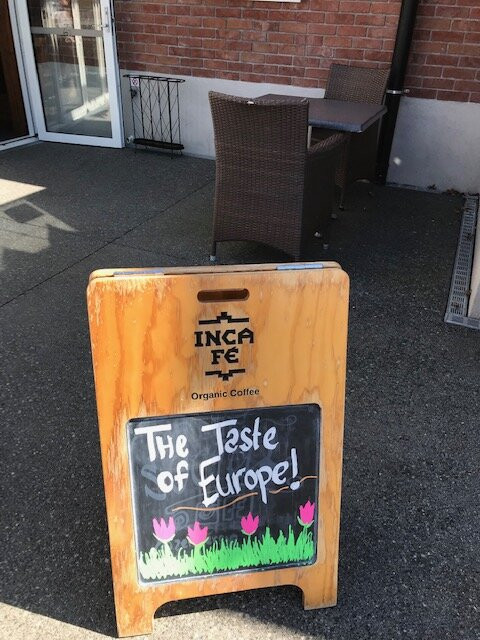 INCA
FÉ
Organic Coffee
The Taste
of Europe!